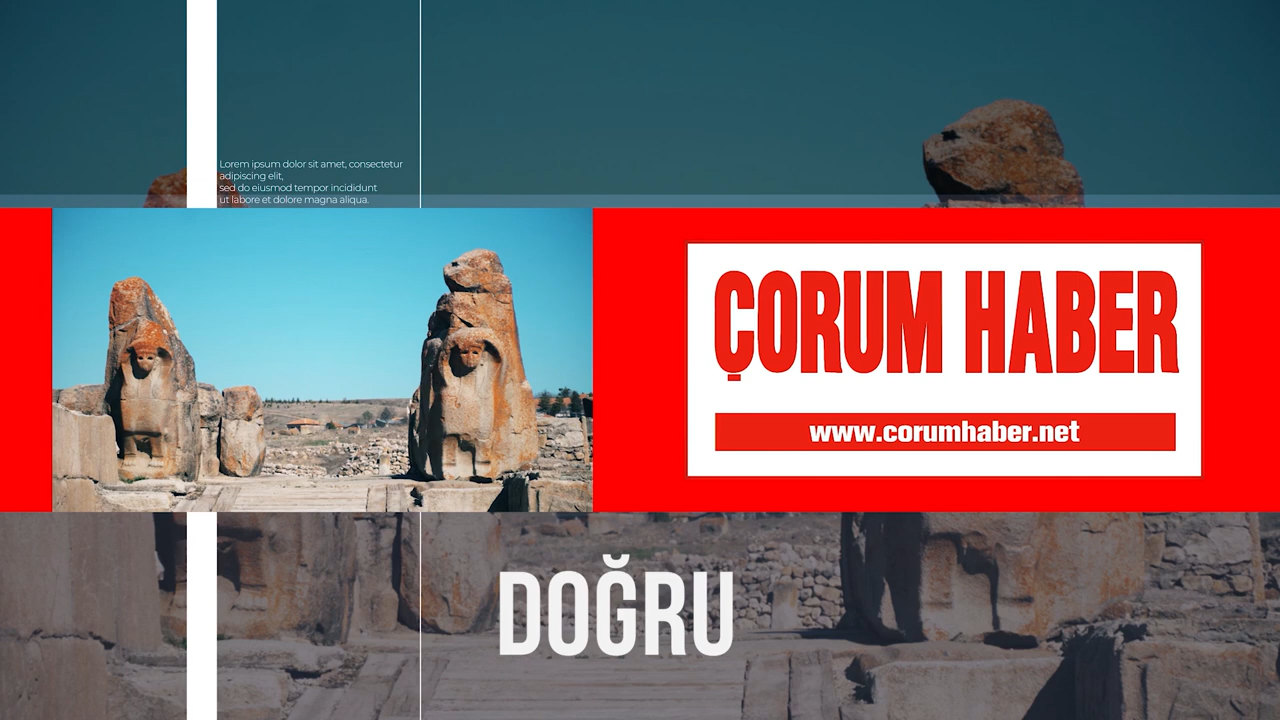 Lorem ipsum dolor sit amet, consectetur
adipiscing elit,
sed do eiusmod tempor incididunt
ut labore et dolore magna aliqua.
ÇORUM HABER
www.corumhaber.net
DOĞRU